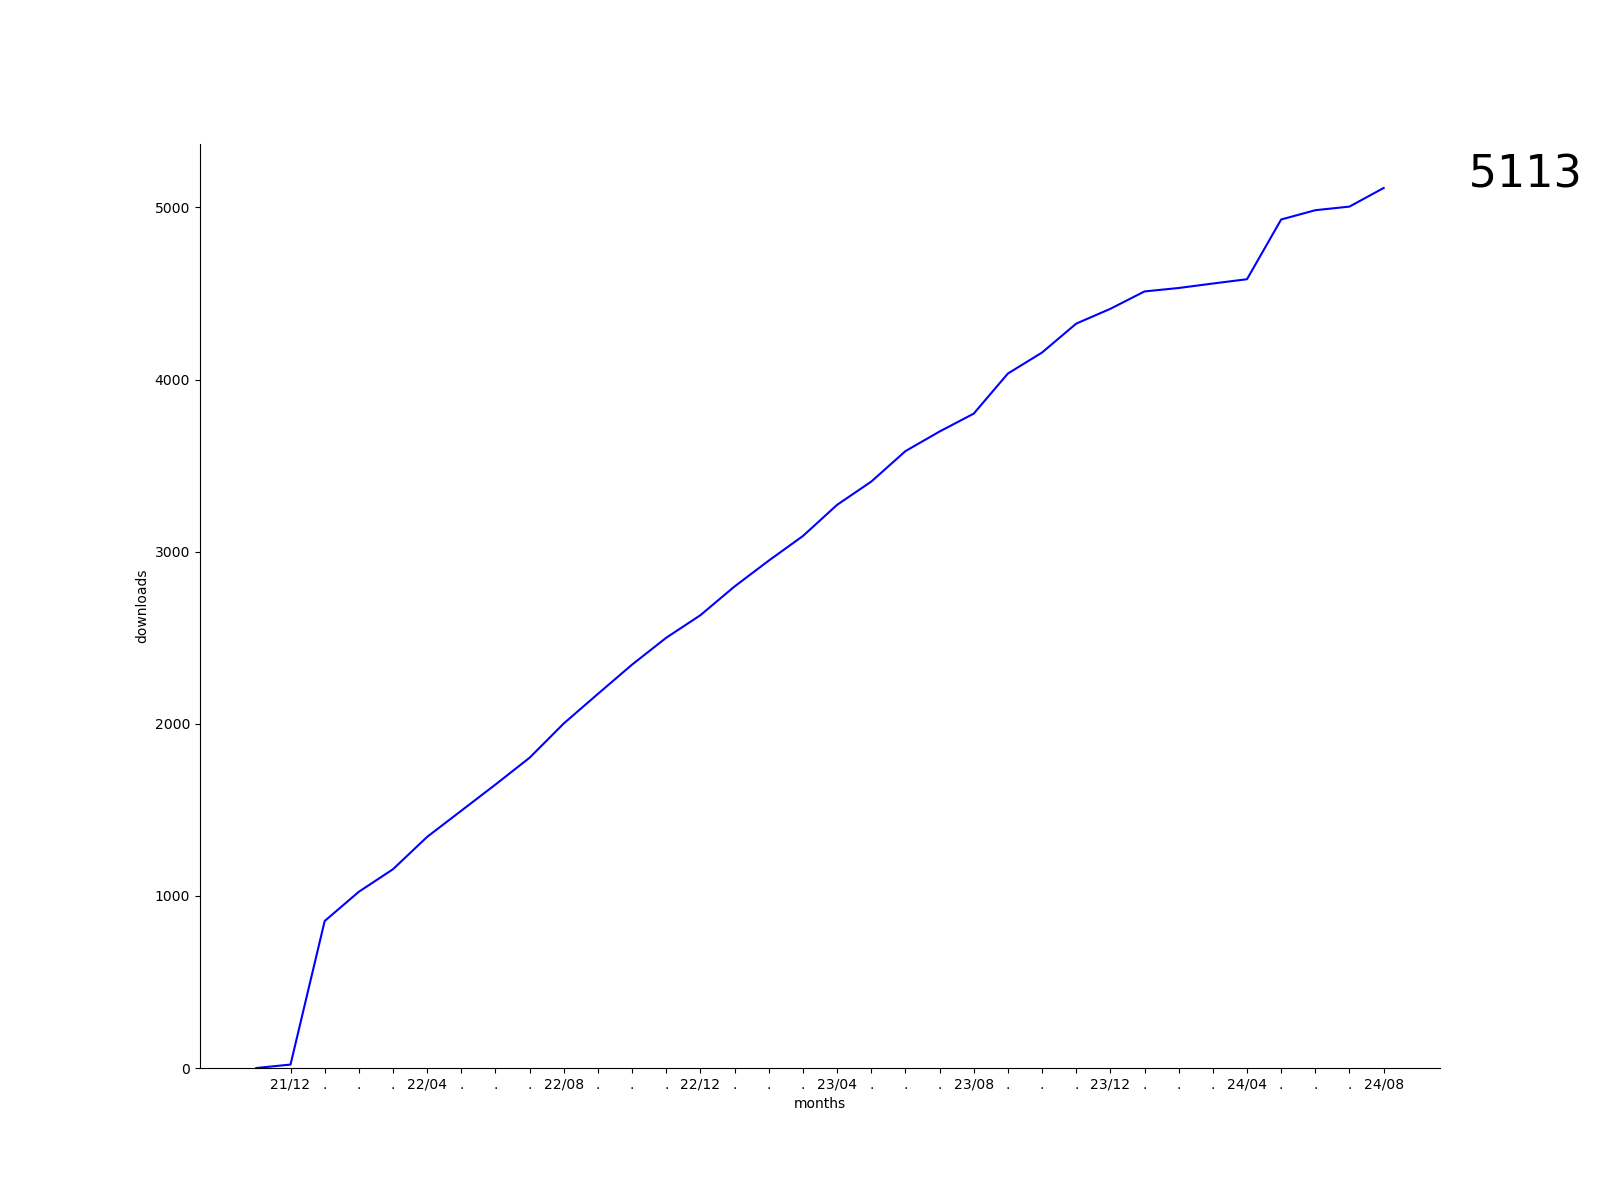 5113
5000
4000
3000
2000
1000
0
downloads
21/12 . . . 22/04 . . . 22/08 . . . 22/12 . . . 23/04 . . . 23/08 . . . 23/12 . . . 24/04 . . . 24/08
months